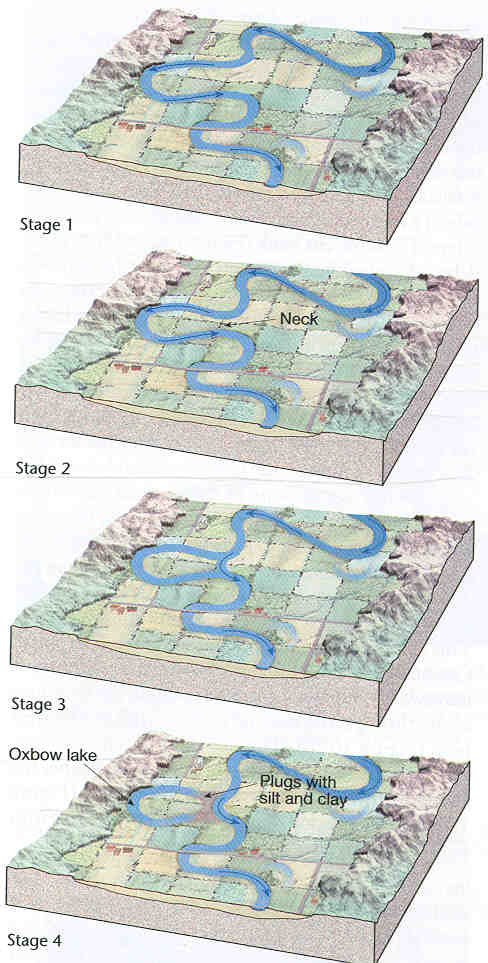 Stage 1
Neck
Stage 2
Stage 3
Oxbow lake
Plugs with
silt and clay
Stage 4